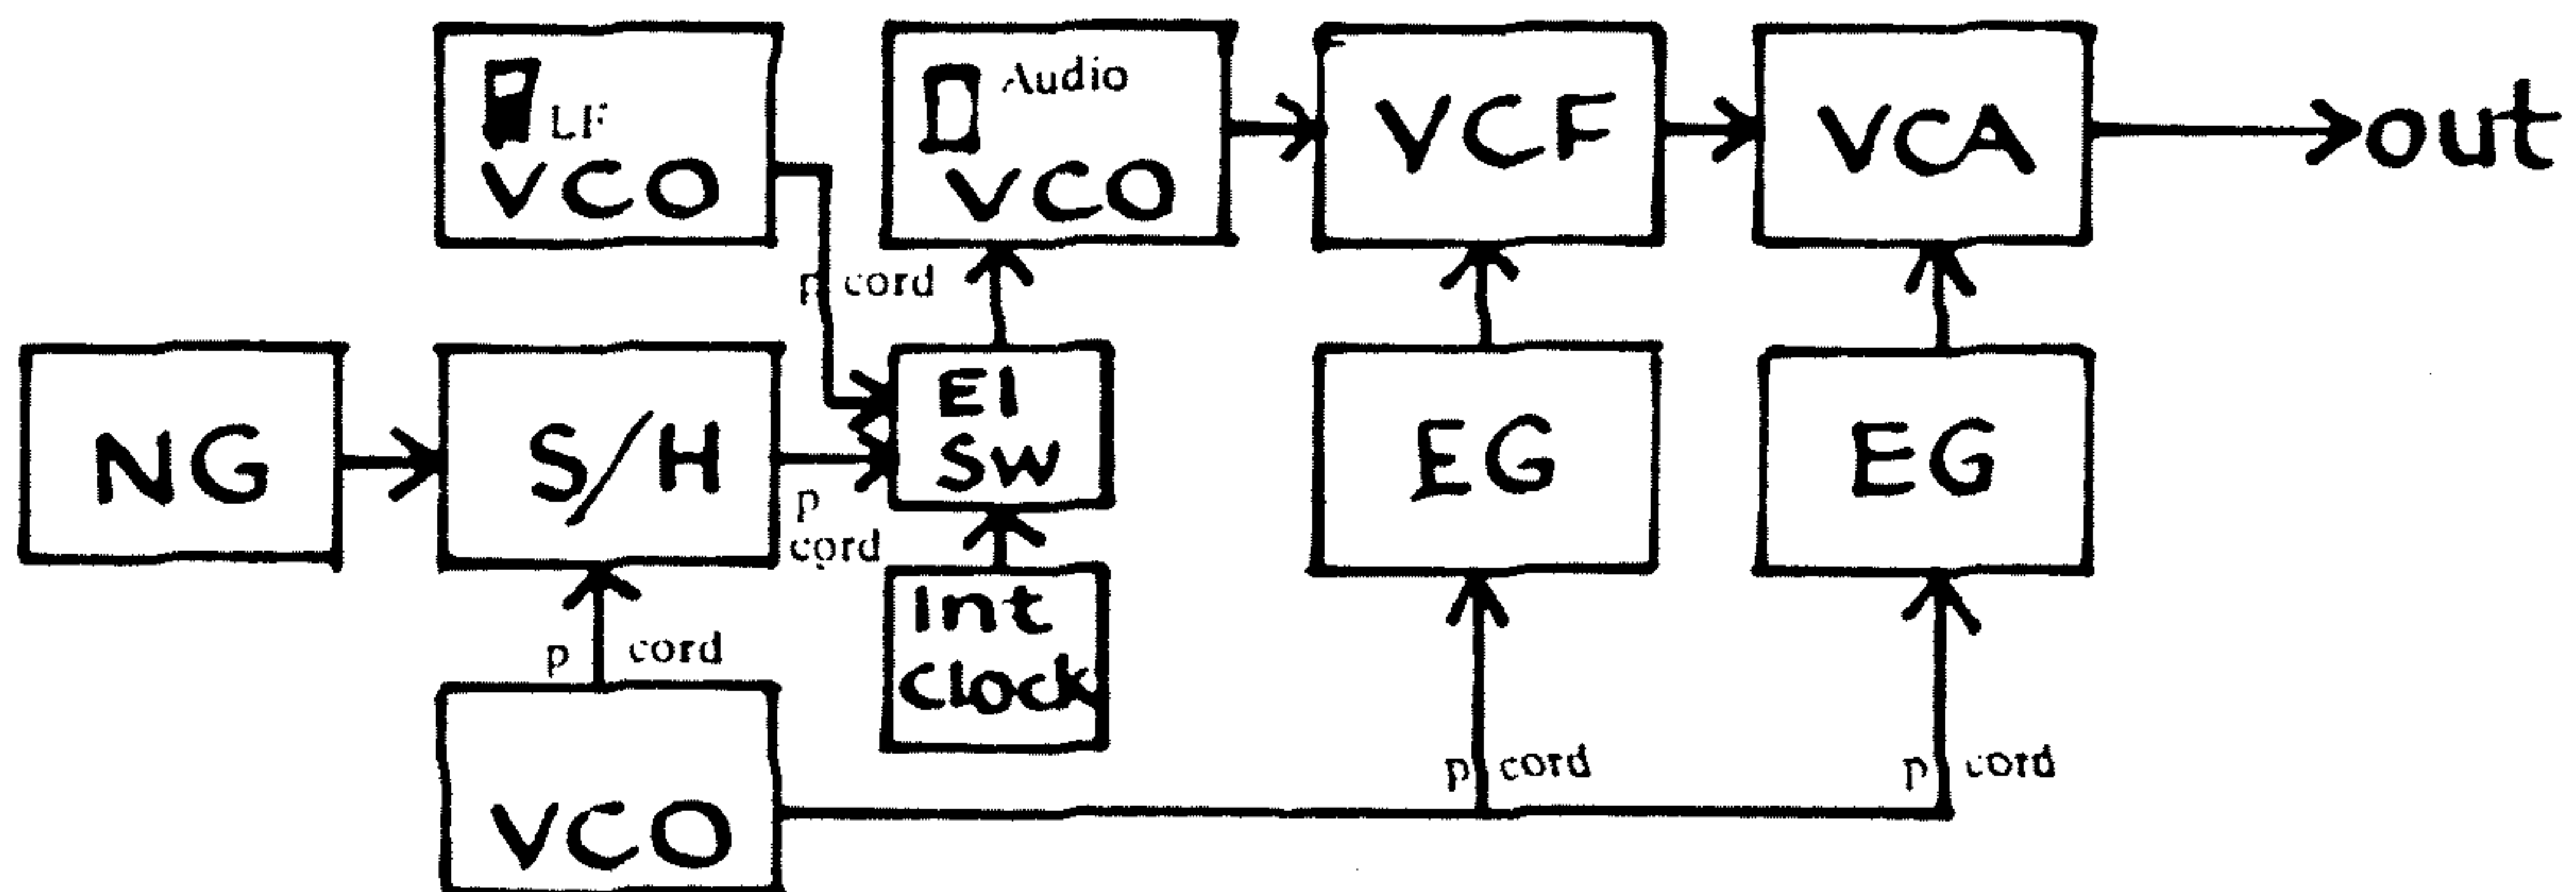 LF
VCO
Audio
VCO
VCF
VCA
out
p cord
NG
S/H
p
cord
El
SW
EG
EG
Int
Clock
p cord
VCO
p cord
p cord